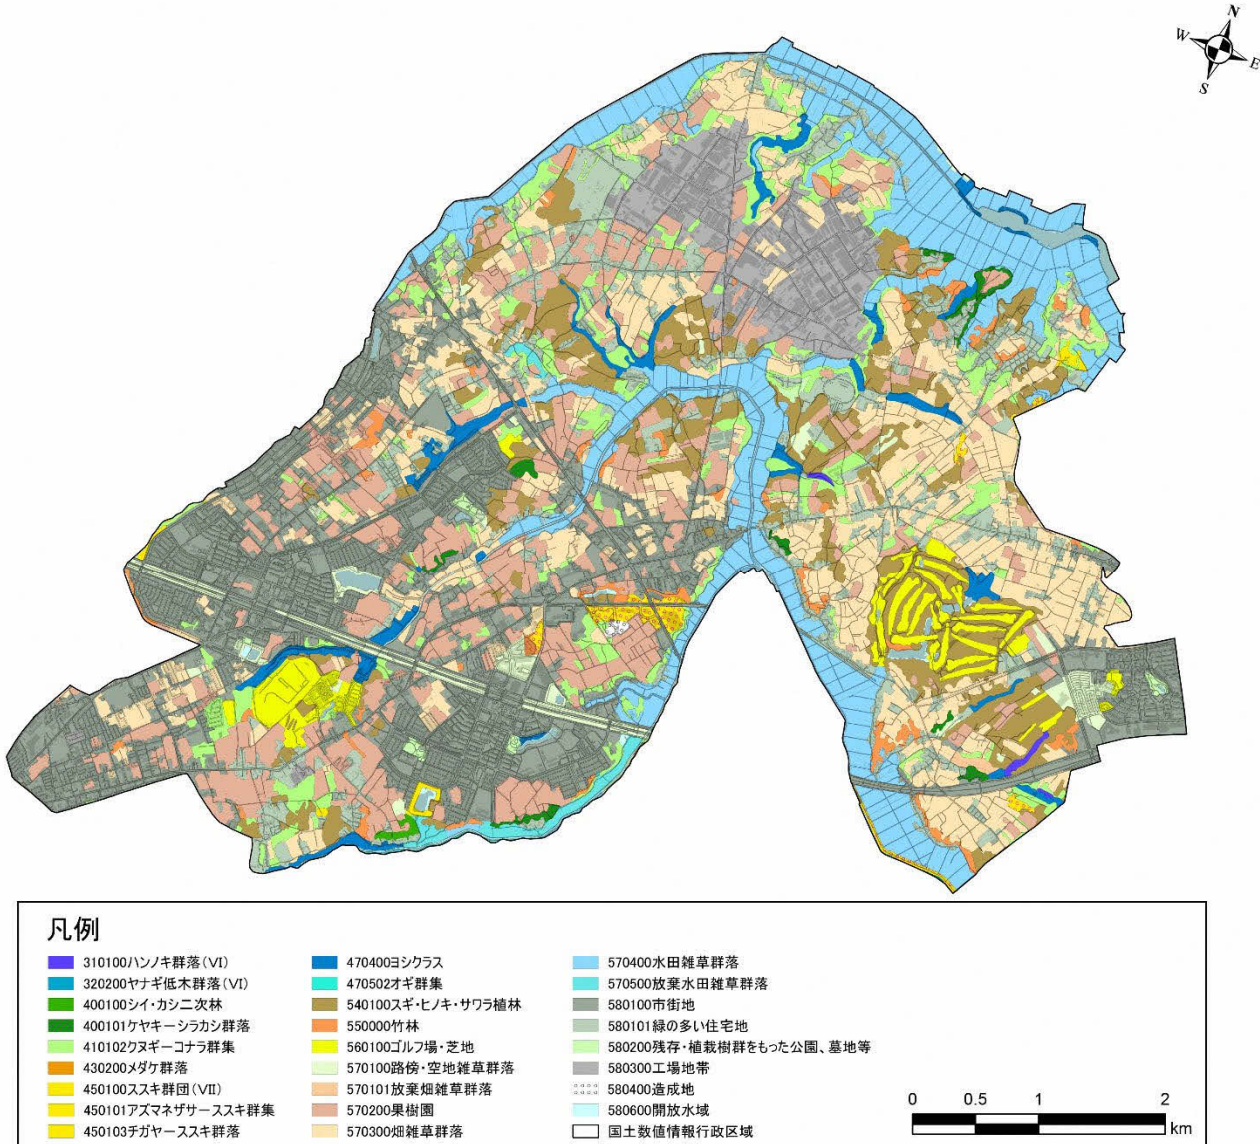 N
W
E
S
凡例
310100ハンノキ群落(Ⅵ)
320200ヤナギ低木群落(Ⅵ)
400100シイ・カシ二次林
400101ケヤキーシラカシ群落
410102クヌギーコナラ群集
430200メダケ群落
450100ススキ群団(Ⅶ)
450101アズマネザサーススキ群集
450103チガヤーススキ群落
470400ヨシクラス
470502オギ群集
540100スギ・ヒノキ・サワラ植林
550000竹林
560100ゴルフ場・芝地
570100路傍・空地雑草群落
570101放棄畑雑草群落
570200果樹園
570300畑雑草群落
570400水田雑草群落
570500放棄水田雑草群落
580100市街地
580101緑の多い住宅地
580200残存・植栽樹群をもった公園、墓地等
580300工場地帯
580400造成地
580600開放水域
国土数値情報行政区域
0 0.5 1 2
km